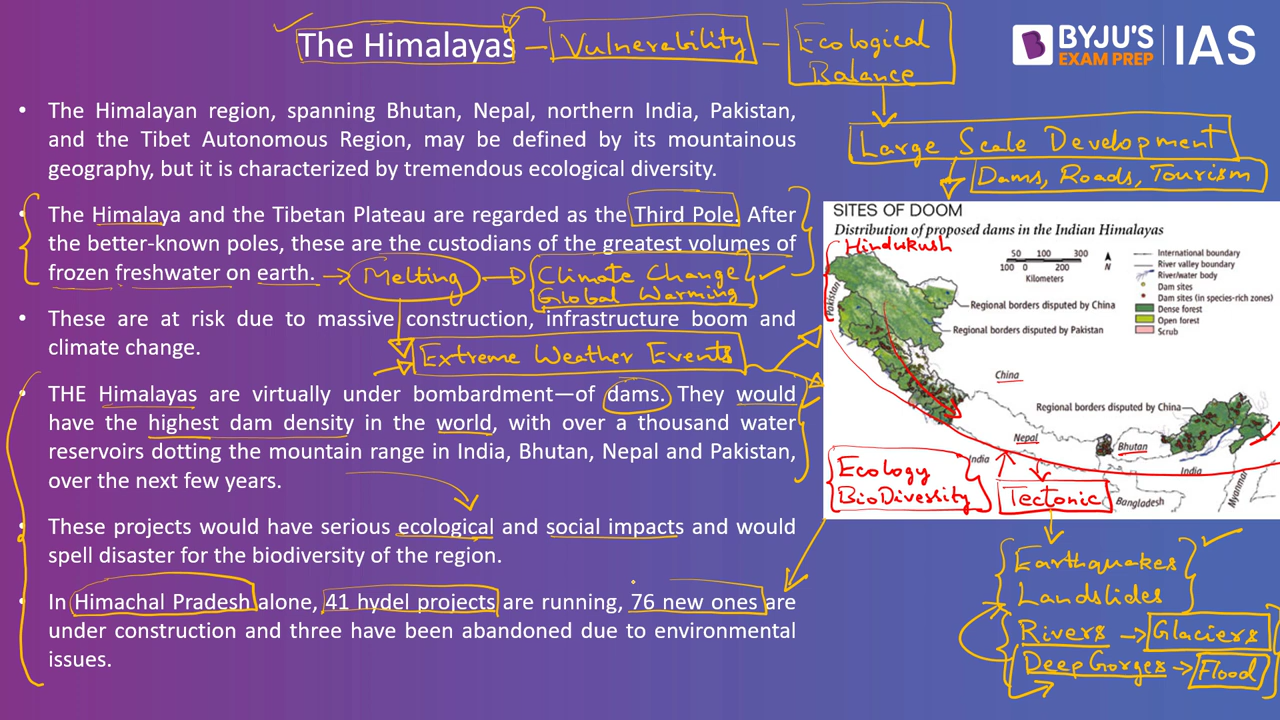 The Himalayas – Vulnerability – Ecological Balance
BYJU'S
EXAM PREP
IAS
Large Scale Development
Dams, Roads, Tourism
• The Himalayan region, spanning Bhutan, Nepal, northern India, Pakistan,
and the Tibet Autonomous Region, may be defined by its mountainous
geography, but it is characterized by tremendous ecological diversity.
• The Himalaya and the Tibetan Plateau are regarded as the Third Pole. After
the better-known poles, these are the custodians of the greatest volumes of
frozen freshwater on earth. → Melting → Climate Change
Global Warming
• These are at risk due to massive construction, infrastructure boom and
climate change.
Extreme Weather Events
• THE Himalayas are virtually under bombardment—of dams. They would
have the highest dam density in the world, with over a thousand water
reservoirs dotting the mountain range in India, Bhutan, Nepal and Pakistan,
over the next few years.
• These projects would have serious ecological and social impacts and would
spell disaster for the biodiversity of the region.
• In Himachal Pradesh alone, 41 hydel projects are running, 76 new ones are
under construction and three have been abandoned due to environmental
issues.
SITES OF DOOM
Distribution of proposed dams in the Indian Himalayas
Hindukush
50 100 300
100 0 200
Kilometers
N
International boundary
River valley boundary
River/water body
Dam sites
Dam sites (in species-rich zones)
Dense forest
Open forest
Scrub
Pakistan
Regional borders disputed by China
Regional borders disputed by Pakistan
China
Regional borders disputed by China
Nepal
Bhutan
India
India
Bangladesh
Myanmar
Ecology
BioDiversity
Tectonic
Earthquakes
Landslides
Rivers → Glaciers
Deep Gorges → Flood